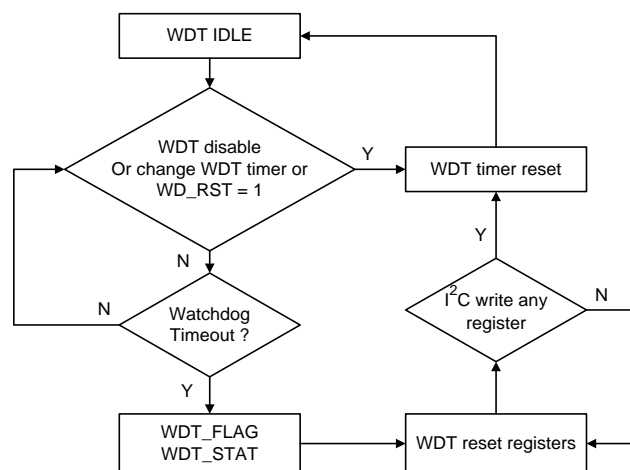 WDT IDLE
WDT disable
Or change WDT timer or
WD_RST = 1
Y
WDT timer reset
N
Y
N
Watchdog
Timeout ?
I2C write any
register
N
Y
WDT_FLAG
WDT_STAT
WDT reset registers